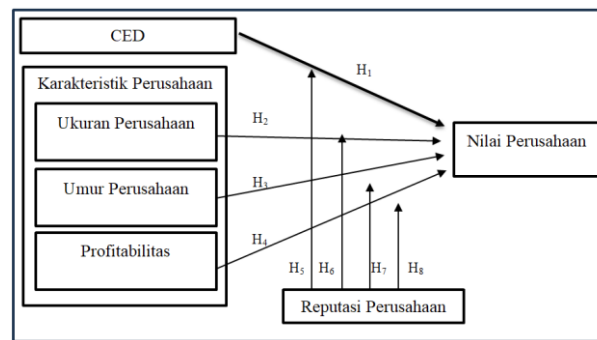 CED
H1
Karakteristik Perusahaan
Ukuran Perusahaan
H2
Nilai Perusahaan
Umur Perusahaan
H3
Profitabilitas
H4
H5 H6 H7 H8
Reputasi Perusahaan